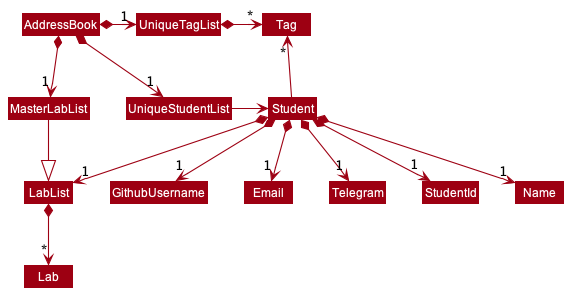 AddressBook 1 UniqueTagList * Tag
1 1 *
MasterLabList UniqueStudentList Student
1 1 1 1 1 1
LabList GithubUsername Email Telegram StudentId Name
*
Lab